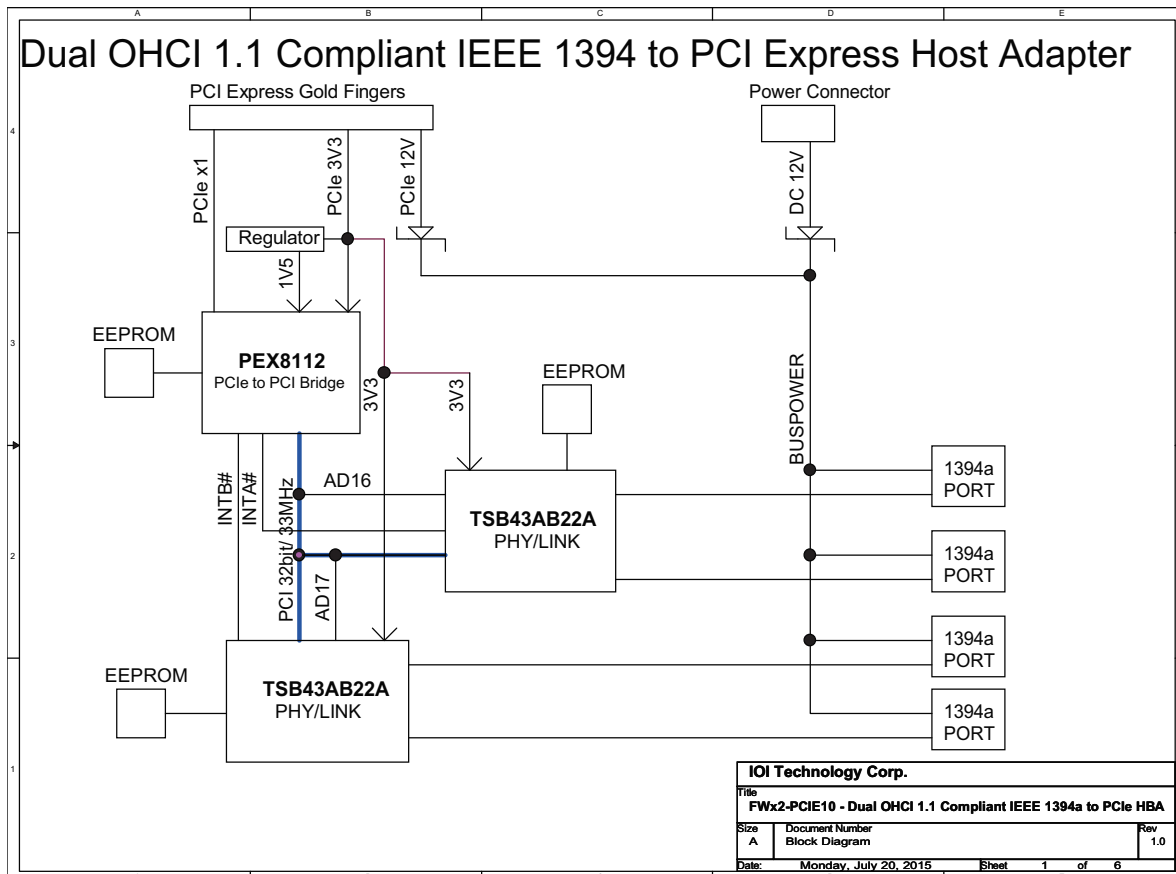 A B C D E
Dual OHCI 1.1 Compliant IEEE 1394 to PCI Express Host Adapter
PCI Express Gold Fingers
Power Connector
4
PCIe x1
PCIe 3V3
PCIe 12V
DC 12V
Regulator
1V5
EEPROM
3
PEX8112
PCIe to PCI Bridge
3V3
3V3
EEPROM
BUSPOWER
INTB#
INTA#
PCI 32bit/ 33MHz
AD16
1394a
PORT
TSB43AB22A
PHY/LINK
2
AD17
1394a
PORT
1394a
PORT
EEPROM
TSB43AB22A
PHY/LINK
1394a
PORT
1
IOI Technology Corp.
Title
FWx2-PCIE10 - Dual OHCI 1.1 Compliant IEEE 1394a to PCIe HBA
Size Document Number Rev
A Block Diagram 1.0
Date: Monday, July 20, 2015 Sheet 1 of 6